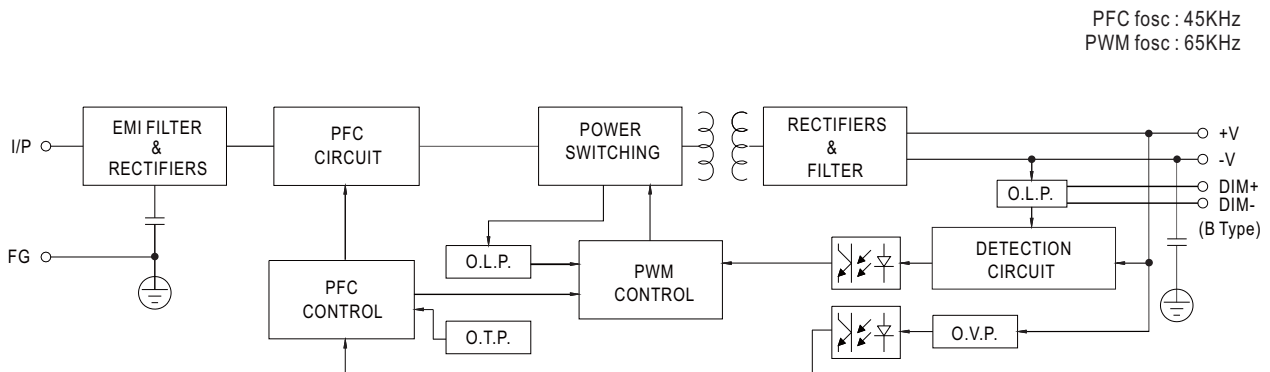 PFC fosc : 45KHz
PWM fosc : 65KHz
I/P
EMI FILTER
&
RECTIFIERS
PFC
CIRCUIT
POWER
SWITCHING
RECTIFIERS
&
FILTER
+V
-V
O.L.P.
DIM+
DIM-
(B Type)
FG
O.L.P.
PWM
CONTROL
DETECTION
CIRCUIT
PFC
CONTROL
O.T.P.
O.V.P.